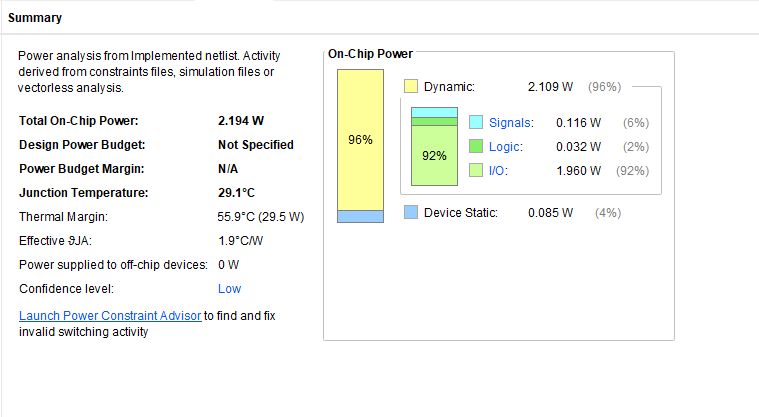 Summary
Power analysis from Implemented netlist. Activity
derived from constraints files, simulation files or
vectorless analysis.
Total On-Chip Power: 2.194 W
Design Power Budget: Not Specified
Power Budget Margin: N/A
Junction Temperature: 29.1°C
Thermal Margin: 55.9°C (29.5 W)
Effective ϑJA: 1.9°C/W
Power supplied to off-chip devices: 0 W
Confidence level: Low
Launch Power Constraint Advisor to find and fix
invalid switching activity
On-Chip Power
96%
Dynamic: 2.109 W (96%)
92%
Signals: 0.116 W (6%)
Logic: 0.032 W (2%)
I/O: 1.960 W (92%)
Device Static: 0.085 W (4%)